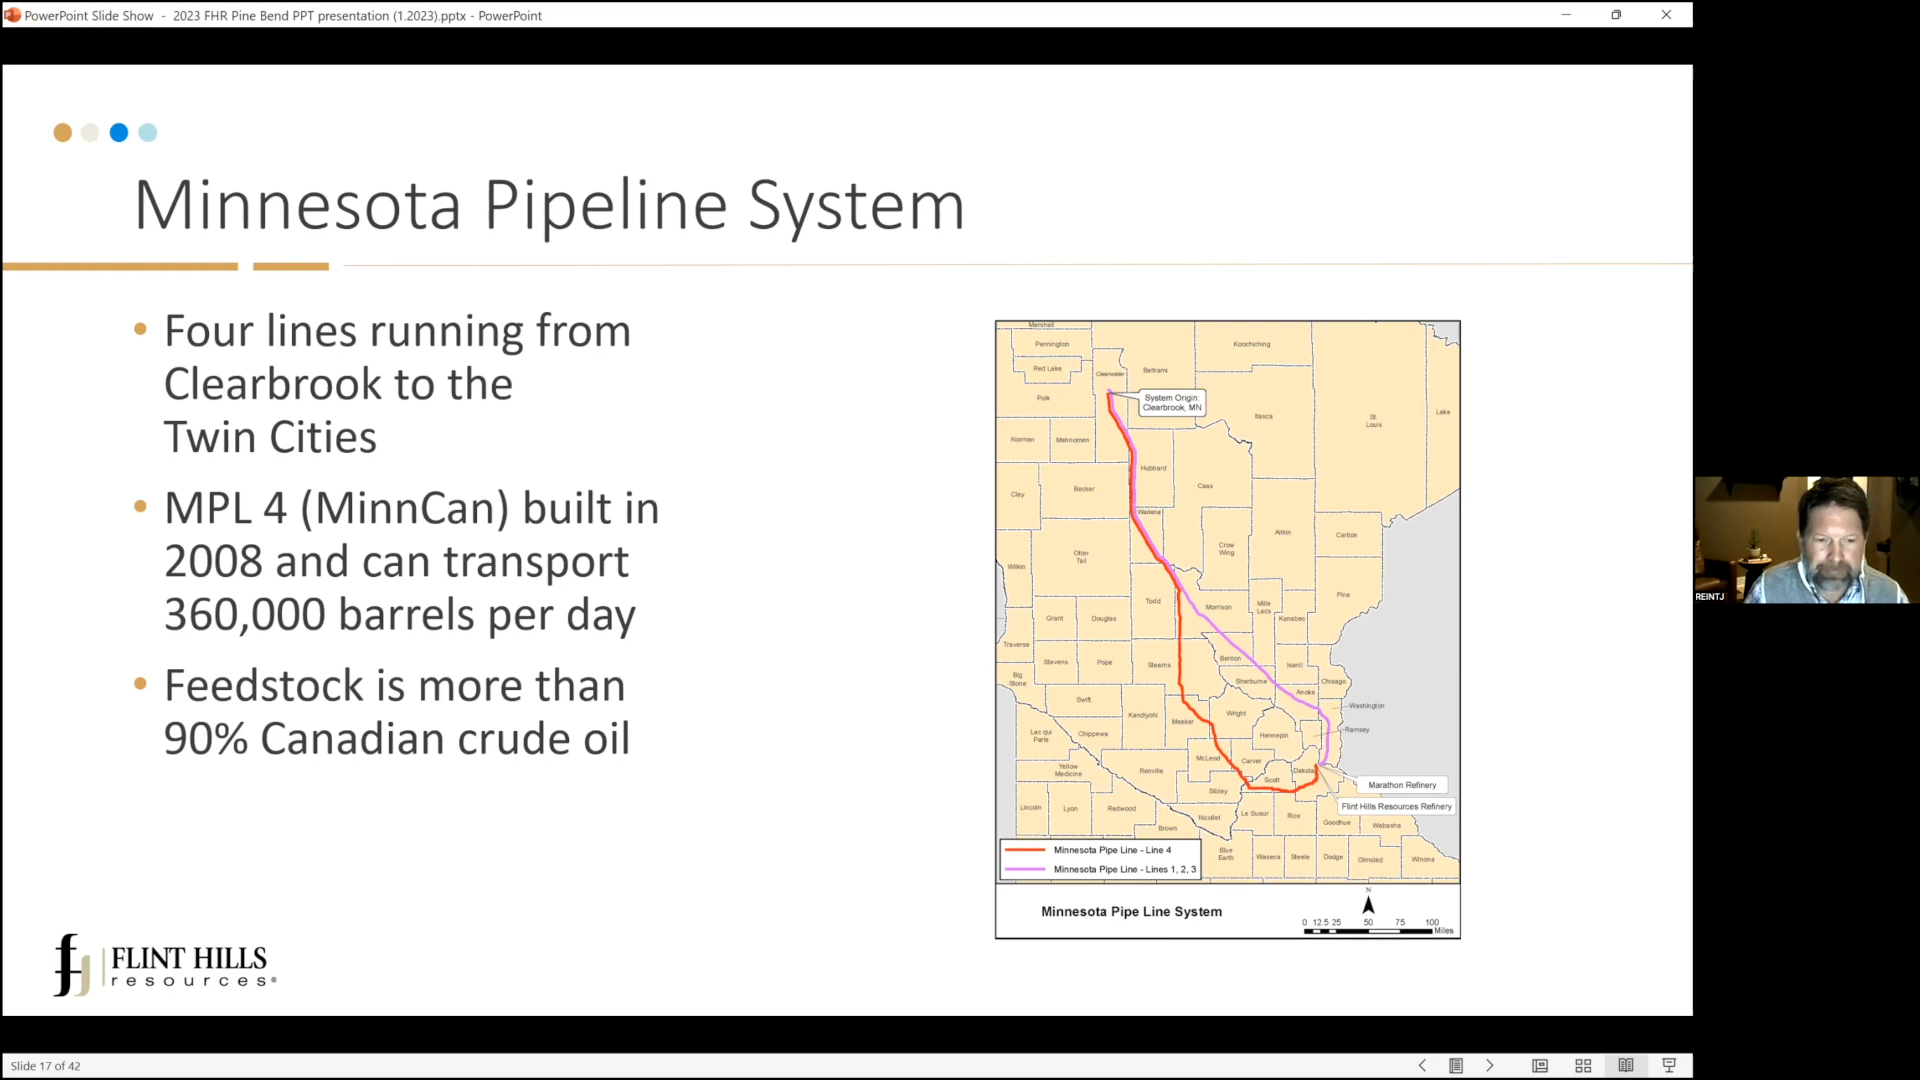 PowerPoint Slide Show - 2023 FHR Pine Bend PPT presentation (1.2023).pptx - PowerPoint
Minnesota Pipeline System
• Four lines running from
Clearbrook to the
Twin Cities
• MPL 4 (MinnCan) built in
2008 and can transport
360,000 barrels per day
• Feedstock is more than
90% Canadian crude oil
Marshall
Pennington
Koochiching
Red Lake
Clearwater
Beltrami
Polk
System Origin:
Clearbrook, MN
Itasca
St.
Louis
Lake
Norman
Mahnomen
Hubbard
Clay
Becker
Cass
Wadena
Aitkin
Carlton
Crow
Wing
Otter
Tail
Wilkin
Todd
Morrison
Mille
Lacs
Pine
Grant
Douglas
Kanabec
Traverse
Stevens
Pope
Stearns
Benton
Isanti
Big
Stone
Sherburne
Chisago
Anoka
Swift
Washington
Kandiyohi
Meeker
Wright
Ramsey
Lac qui
Parle
Chippewa
Hennepin
McLeod
Carver
Yellow
Medicine
Renville
Scott
Dakota
Marathon Refinery
Sibley
Flint Hills Resources Refinery
Lincoln
Lyon
Redwood
Nicollet
Le Sueur
Rice
Goodhue
Wabasha
Brown
Minnesota Pipe Line - Line 4
Minnesota Pipe Line - Lines 1, 2, 3
Blue
Earth
Waseca
Steele
Dodge
Olmsted
Winona
Minnesota Pipe Line System
N
0 12.5 25 50 75 100
Miles
FLINT HILLS
resources®
REINTJ
Slide 17 of 42